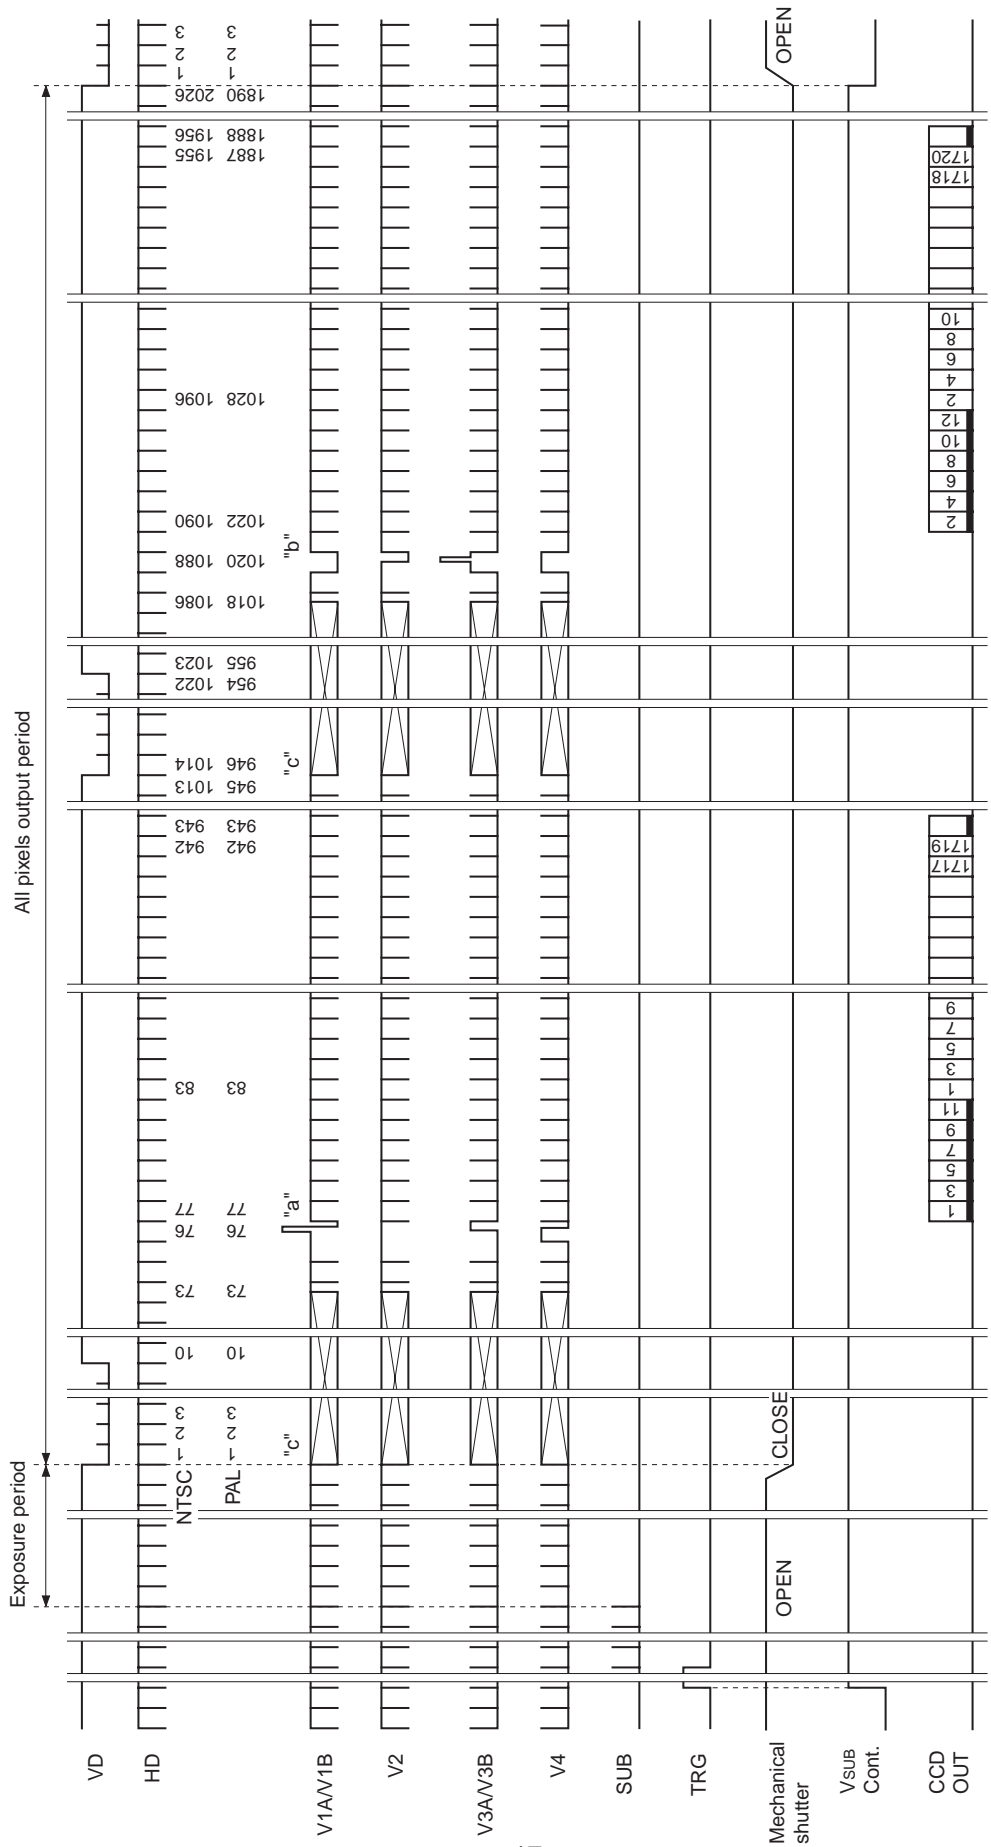 Exposure period
All pixels output period
VD
HD
NTSC 1 2 3 10 73 76 77 83 942 943 1013 1014 1022 1023 1086 1088 1090 1096 1955 1956 2026 1 2 3
PAL 1 2 3 10 73 76 77 83 942 943 945 946 954 955 1018 1020 1022 1028 1887 1888 1890 1 2 3
"c" "a" "c" "b"
V1A/V1B
V2
V3A/V3B
V4
SUB
TRG
Mechanical
shutter
OPEN CLOSE OPEN
VSUB
Cont.
CCD
OUT
1 3 5 7 9 11 1 3 5 7 9 1717 1719 2 4 6 8 10 12 2 4 6 8 10 1718 1720